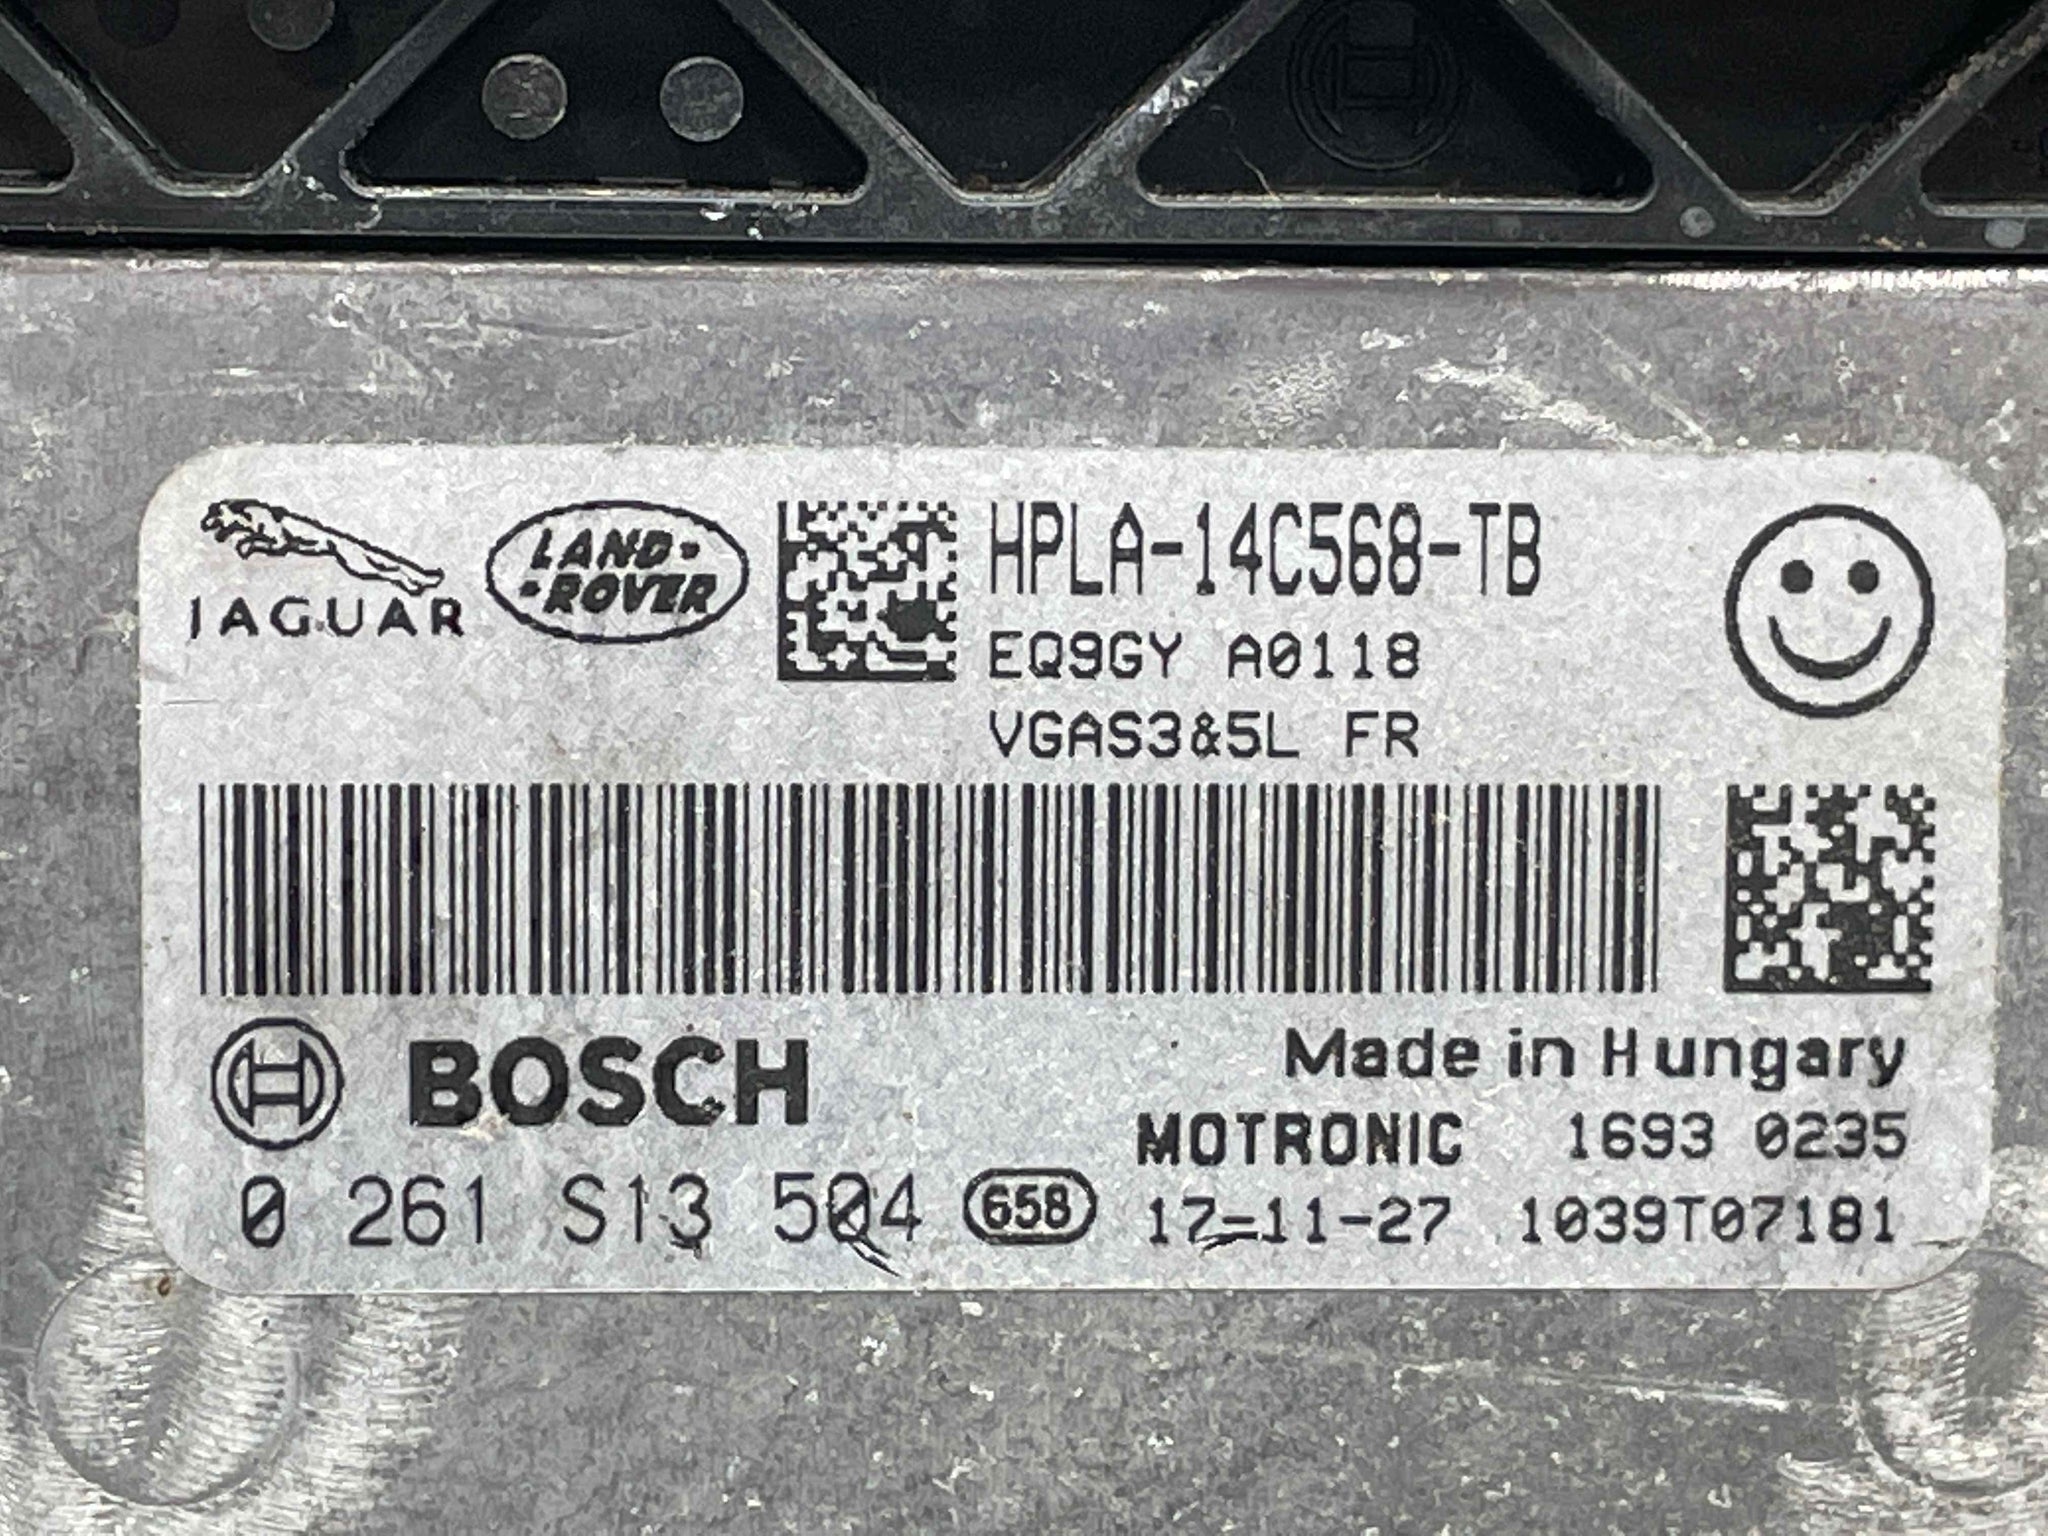 JAGUAR
LAND-
-ROVER
HPLA-14C568-TB
EQ9GY A0118
VGAS3&5L FR
BOSCH
Made in Hungary
MOTRONIC 1693 0235
0 261 S13 504 658 17-11-27 1039T07181